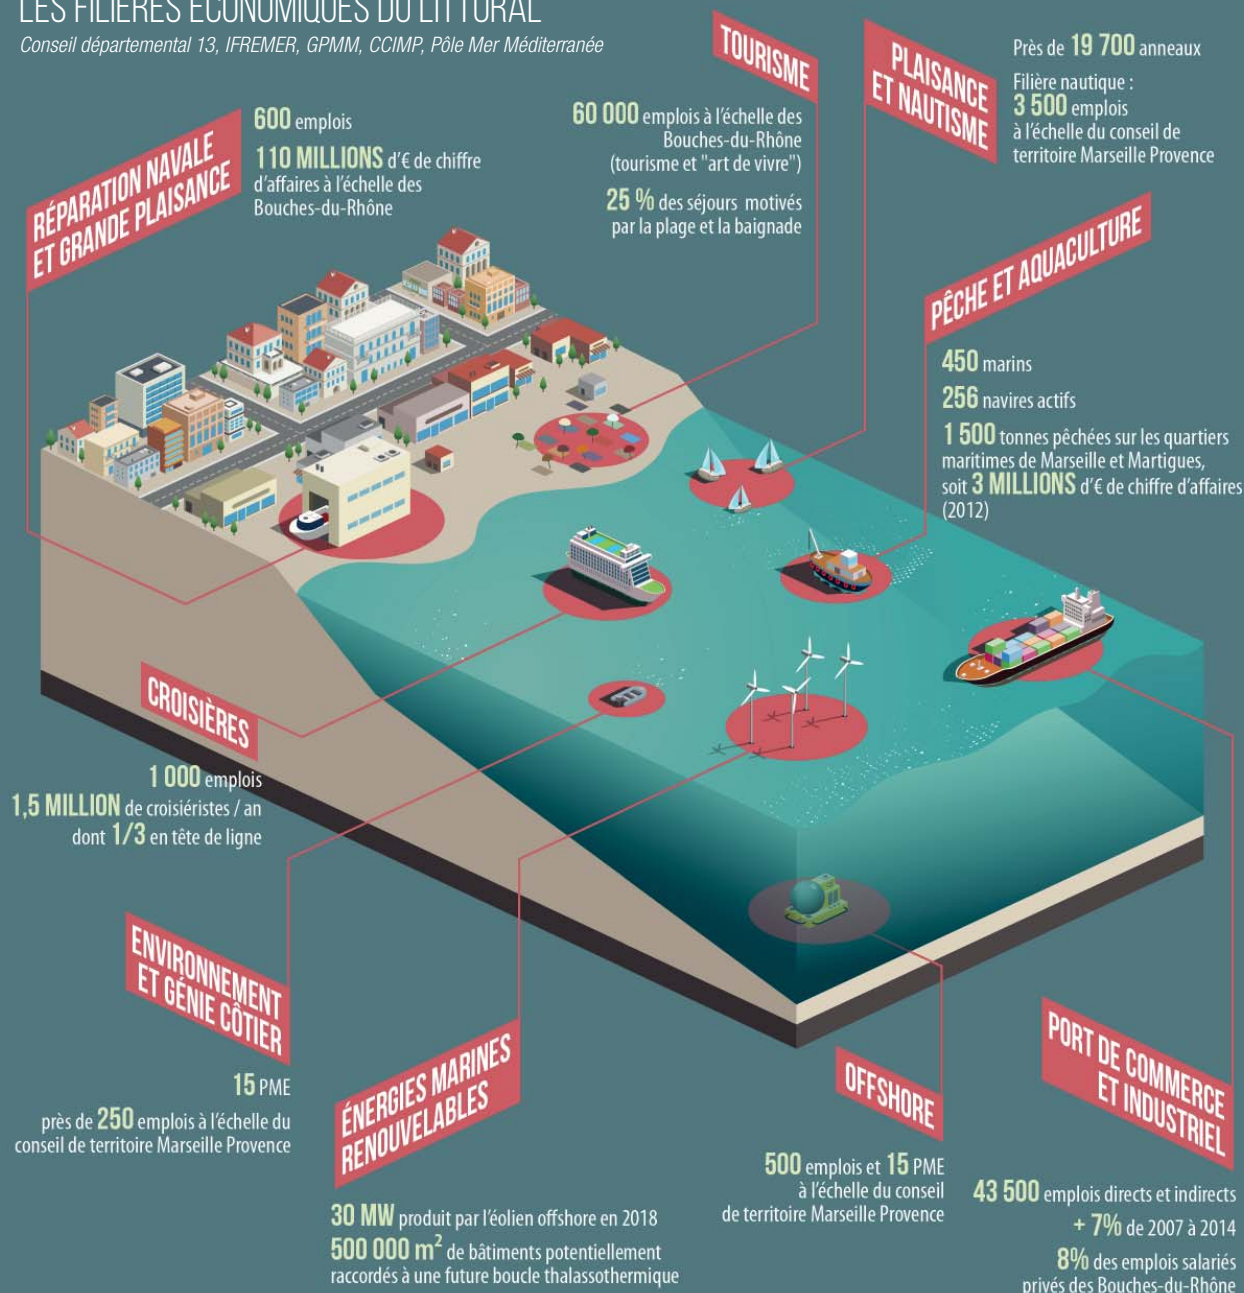 LES FILIÈRES ÉCONOMIQUES DU LITTORAL
Conseil départemental 13, IFREMER, GPMM, CCIMP, Pôle Mer Méditerranée
RÉPARATION NAVALE
ET GRANDE PLAISANCE
600 emplois
110 MILLIONS d'€ de chiffre
d'affaires à l'échelle des
Bouches-du-Rhône
TOURISME
60 000 emplois à l'échelle des
Bouches-du-Rhône
(tourisme et "art de vivre")
25 % des séjours motivés
par la plage et la baignade
PLAISANCE
ET NAUTISME
Près de 19 700 anneaux
Filière nautique :
3 500 emplois
à l'échelle du conseil de
territoire Marseille Provence
PÊCHE ET AQUACULTURE
450 marins
256 navires actifs
1 500 tonnes pêchées sur les quartiers
maritimes de Marseille et Martigues,
soit 3 MILLIONS d'€ de chiffre d'affaires
(2012)
CROISIÈRES
1 000 emplois
1,5 MILLION de croisiéristes / an
dont 1/3 en tête de ligne
ENVIRONNEMENT
ET GÉNIE CÔTIER
15 PME
près de 250 emplois à l'échelle du
conseil de territoire Marseille Provence
ÉNERGIES MARINES
RENOUVELABLES
30 MW produit par l'éolien offshore en 2018
500 000 m² de bâtiments potentiellement
raccordés à une future boucle thalassothermique
OFFSHORE
500 emplois et 15 PME
à l'échelle du conseil
de territoire Marseille Provence
PORT DE COMMERCE
ET INDUSTRIEL
43 500 emplois directs et indirects
+ 7% de 2007 à 2014
8% des emplois salariés
privés des Bouches-du-Rhône